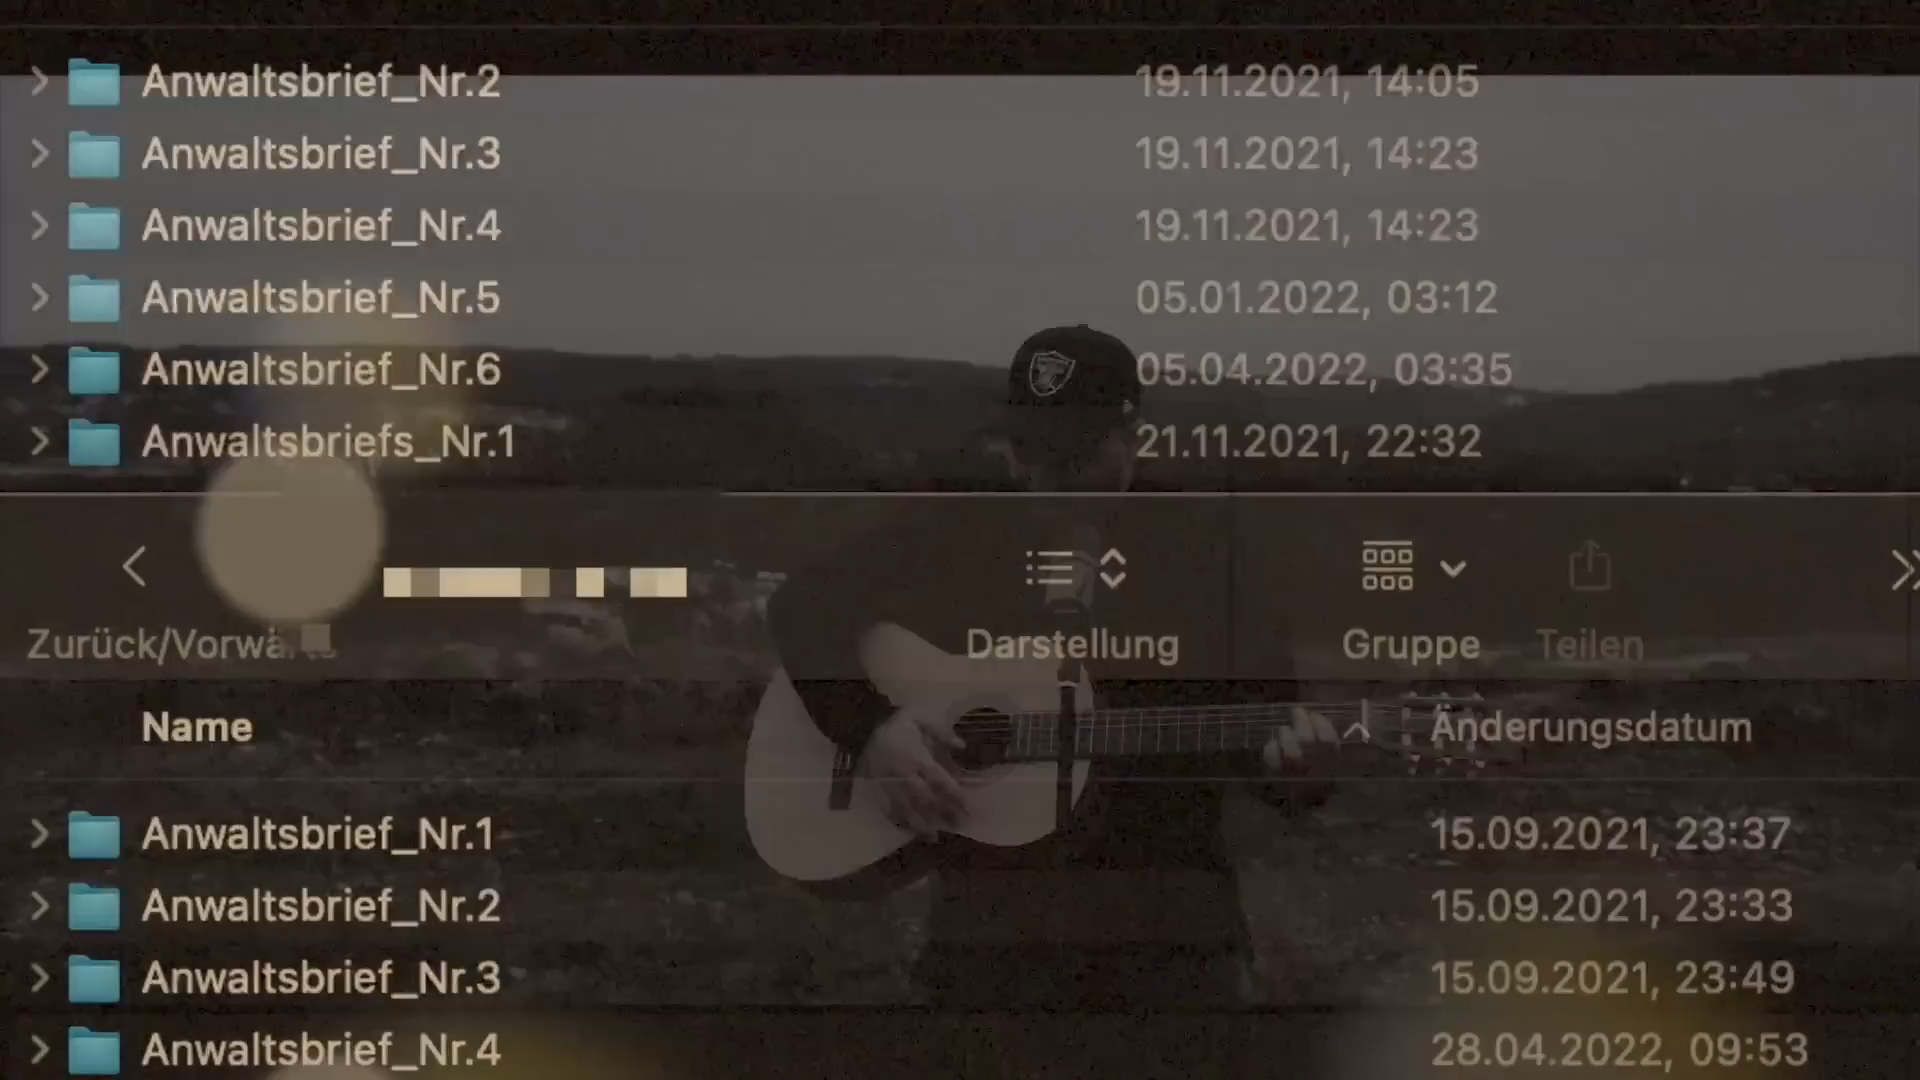 Anwaltsbrief_Nr.2 19.11.2021, 14:05
Anwaltsbrief_Nr.3 19.11.2021, 14:23
Anwaltsbrief_Nr.4 19.11.2021, 14:23
Anwaltsbrief_Nr.5 05.01.2022, 03:12
Anwaltsbrief_Nr.6 05.04.2022, 03:35
Anwaltsbriefs_Nr.1 21.11.2021, 22:32
Darstellung Gruppe Teilen
Name Änderungsdatum
Anwaltsbrief_Nr.1 15.09.2021, 23:37
Anwaltsbrief_Nr.2 15.09.2021, 23:33
Anwaltsbrief_Nr.3 15.09.2021, 23:49
Anwaltsbrief_Nr.4 28.04.2022, 09:53